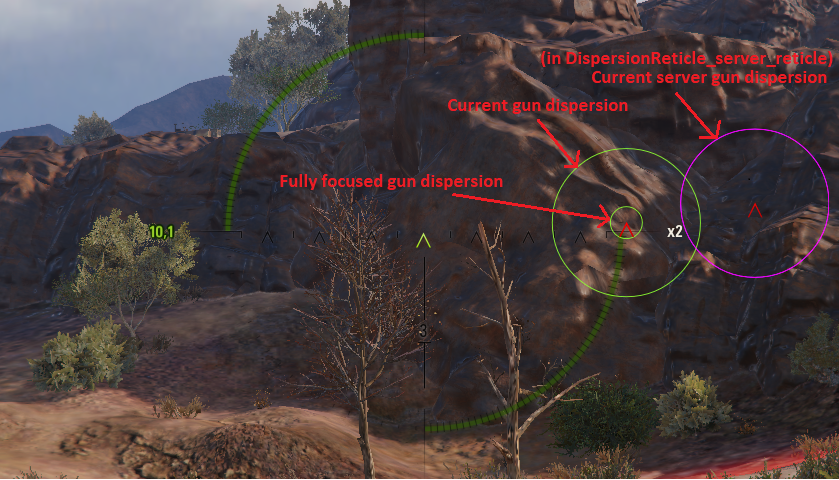 (in DispersionReticle_server_reticle)
Current server gun dispersion
Current gun dispersion
Fully focused gun dispersion
10,1
x2
3